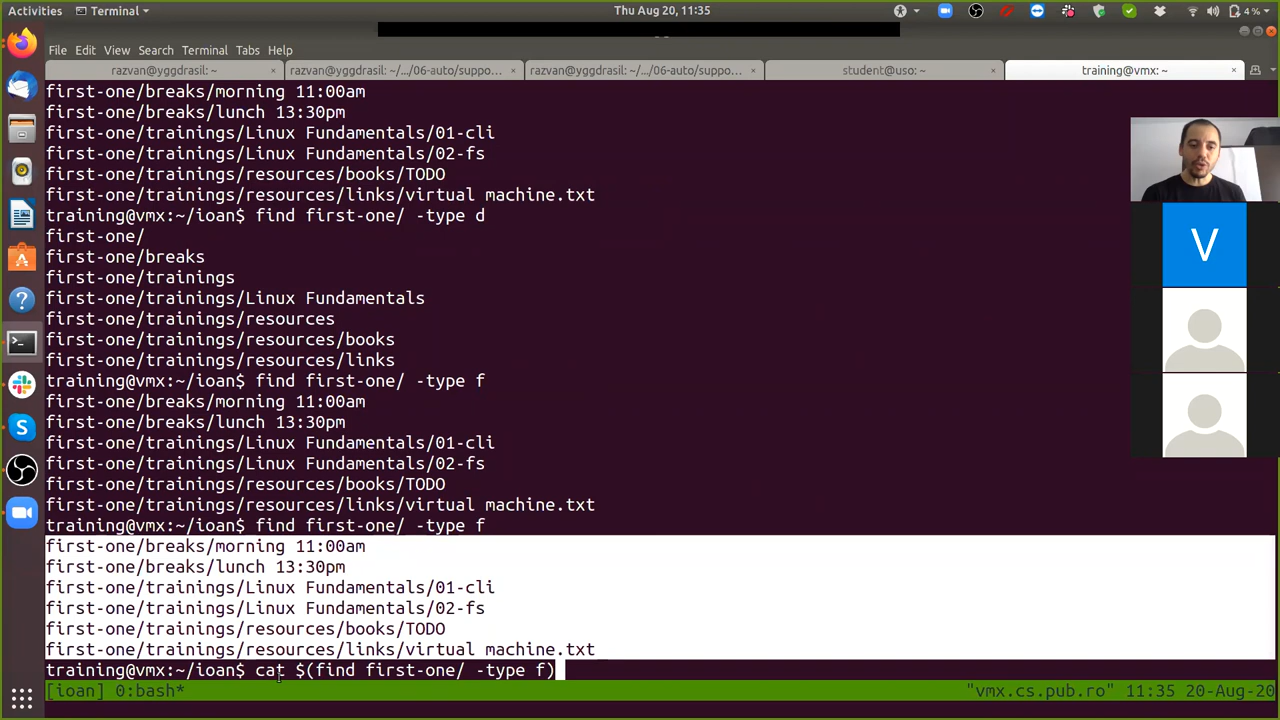 Activities
Terminal
Thu Aug 20, 11:35
4 %
File Edit View Search Terminal Tabs Help
razvan@yggdrasil: ~
razvan@yggdrasil: ~/.../06-auto/suppo...
razvan@yggdrasil: ~/.../06-auto/suppo...
student@uso: ~
training@vmx: ~
first-one/breaks/morning 11:00am
first-one/breaks/lunch 13:30pm
first-one/trainings/Linux Fundamentals/01-cli
first-one/trainings/Linux Fundamentals/02-fs
first-one/trainings/resources/books/TODO
first-one/trainings/resources/links/virtual machine.txt
training@vmx:~/ioan$ find first-one/ -type d
first-one/
first-one/breaks
first-one/trainings
first-one/trainings/Linux Fundamentals
first-one/trainings/resources
first-one/trainings/resources/books
first-one/trainings/resources/links
training@vmx:~/ioan$ find first-one/ -type f
first-one/breaks/morning 11:00am
first-one/breaks/lunch 13:30pm
first-one/trainings/Linux Fundamentals/01-cli
first-one/trainings/Linux Fundamentals/02-fs
first-one/trainings/resources/books/TODO
first-one/trainings/resources/links/virtual machine.txt
training@vmx:~/ioan$ find first-one/ -type f
first-one/breaks/morning 11:00am
first-one/breaks/lunch 13:30pm
first-one/trainings/Linux Fundamentals/01-cli
first-one/trainings/Linux Fundamentals/02-fs
first-one/trainings/resources/books/TODO
first-one/trainings/resources/links/virtual machine.txt
training@vmx:~/ioan$ cat $(find first-one/ -type f)
[ioan] 0:bash* "vmx.cs.pub.ro" 11:35 20-Aug-20
V